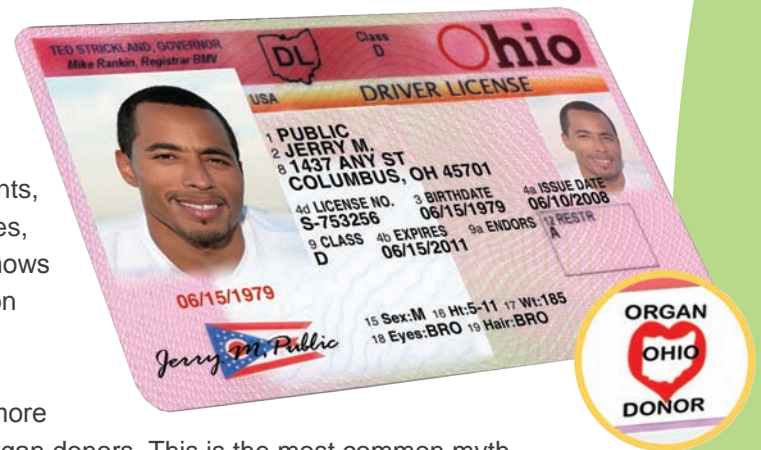 TED STRICKLAND, GOVERNOR
Mike Rankin, Registrar BMV
DL
Class
D
Ohio
USA
DRIVER LICENSE
1 PUBLIC
2 JERRY M.
8 1437 ANY ST
COLUMBUS, OH 45701
4d LICENSE NO. 3 BIRTHDATE 4a ISSUE DATE
S-753256 06/15/1979 06/10/2008
9 CLASS 4b EXPIRES 9a ENDORS 12 RESTR
D 06/15/2011 A
06/15/1979
15 Sex:M 16 Ht:5-11 17 Wt:185
18 Eyes:BRO 19 Hair:BRO
Jerry M. Public
ORGAN
OHIO
DONOR
nts,
es,
nows
on
more
rgan donors. This is the most common myth